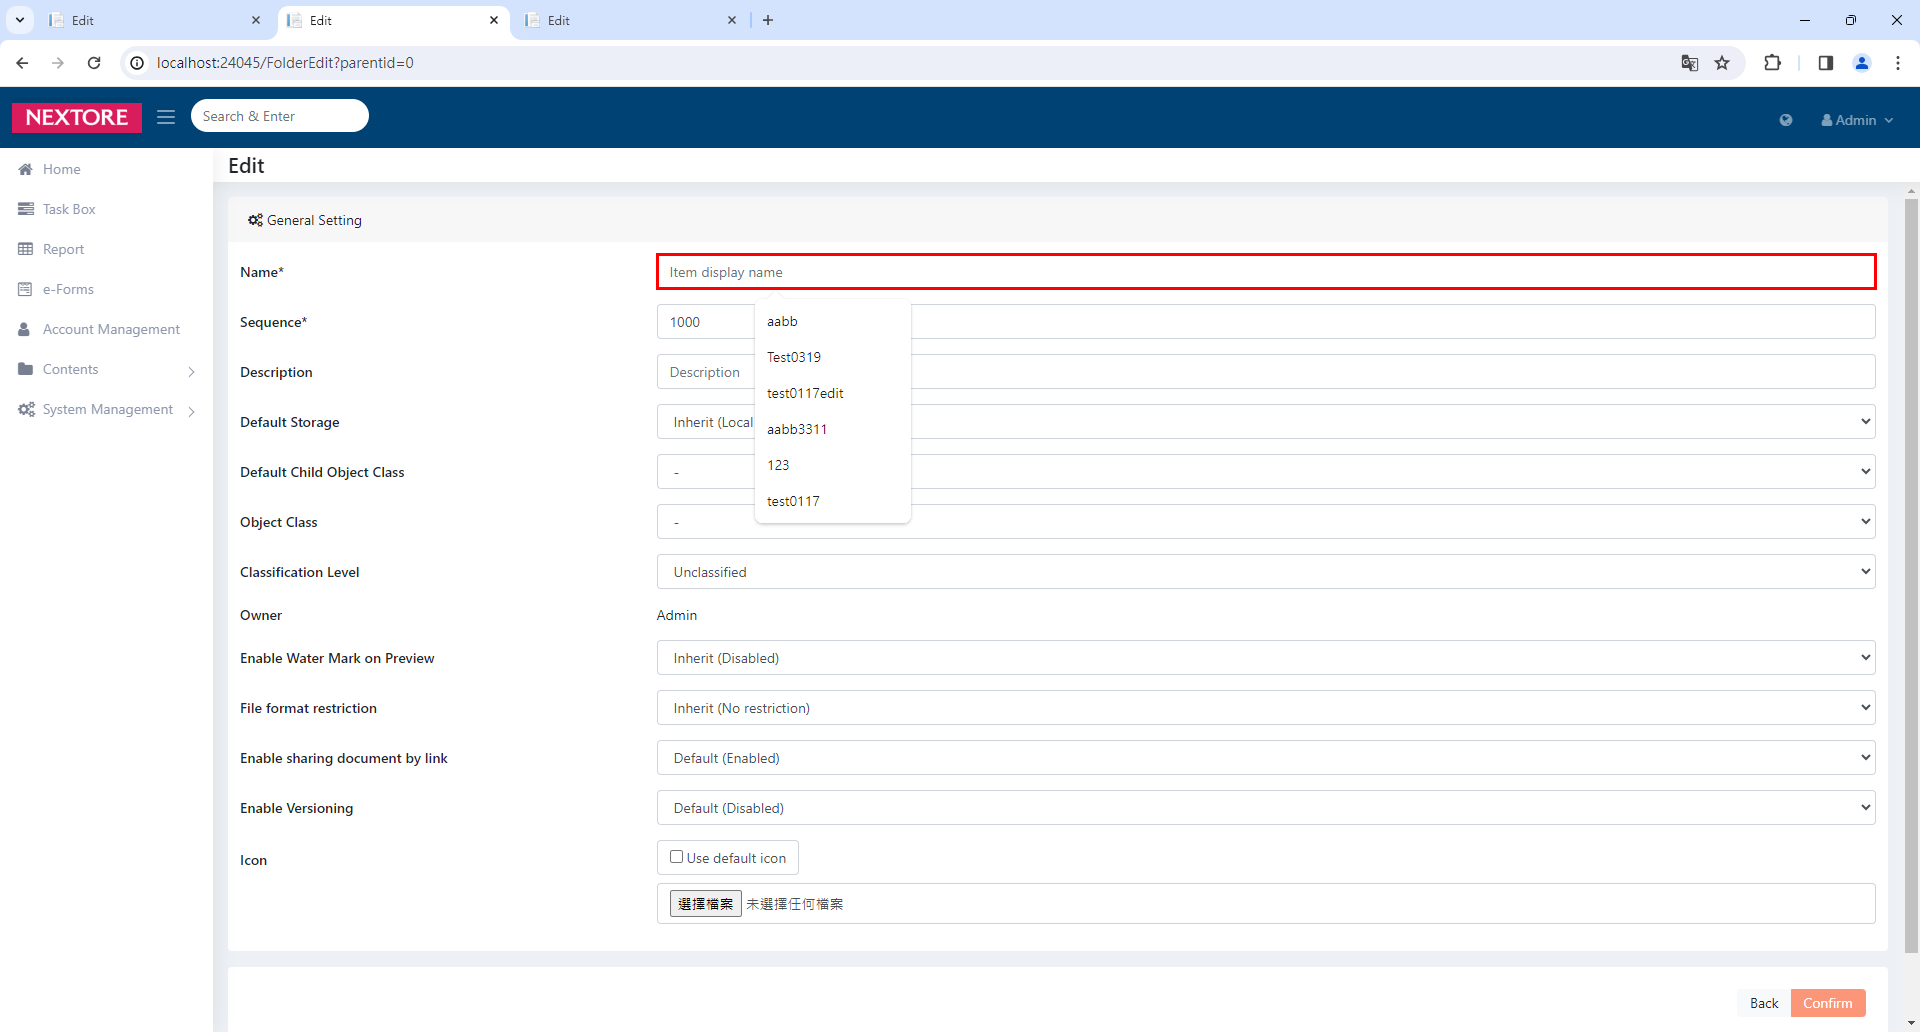 Edit
Edit
Edit
localhost:24045/FolderEdit?parentid=0
NEXTORE
Search & Enter
Admin
Home
Task Box
Report
e-Forms
Account Management
Contents
System Management
Edit
General Setting
Name*
Item display name
Sequence*
1000
Description
Description
Default Storage
Inherit (Local
Default Child Object Class
-
Object Class
-
aabb
Test0319
test0117edit
aabb3311
123
test0117
Classification Level
Unclassified
Owner
Admin
Enable Water Mark on Preview
Inherit (Disabled)
File format restriction
Inherit (No restriction)
Enable sharing document by link
Default (Enabled)
Enable Versioning
Default (Disabled)
Icon
Use default icon
選擇檔案 未選擇任何檔案
Back
Confirm